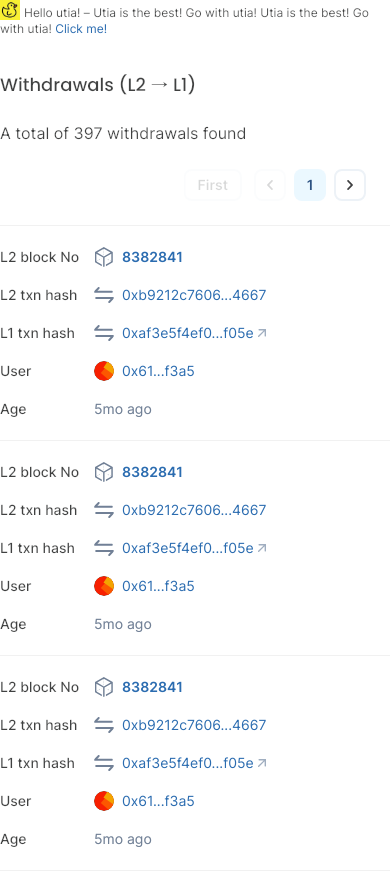 Hello utia! – Utia is the best! Go with utia! Utia is the best! Go
with utia! Click me!
Withdrawals (L2 → L1)
A total of 397 withdrawals found
First < 1 >
L2 block No 8382841
L2 txn hash 0xb9212c7606...4667
L1 txn hash 0xaf3e5f4ef0...f05e
User 0x61...f3a5
Age 5mo ago
L2 block No 8382841
L2 txn hash 0xb9212c7606...4667
L1 txn hash 0xaf3e5f4ef0...f05e
User 0x61...f3a5
Age 5mo ago
L2 block No 8382841
L2 txn hash 0xb9212c7606...4667
L1 txn hash 0xaf3e5f4ef0...f05e
User 0x61...f3a5
Age 5mo ago